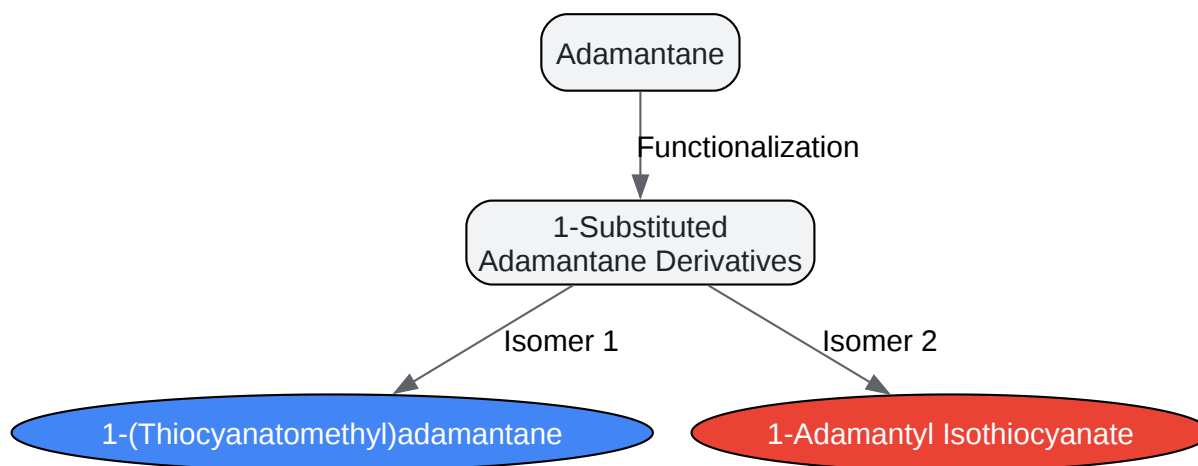 Adamantane
Functionalization
1-Substituted
Adamantane Derivatives
Isomer 1
Isomer 2
1-(Thiocyanatomethyl)adamantane
1-Adamantyl Isothiocyanate